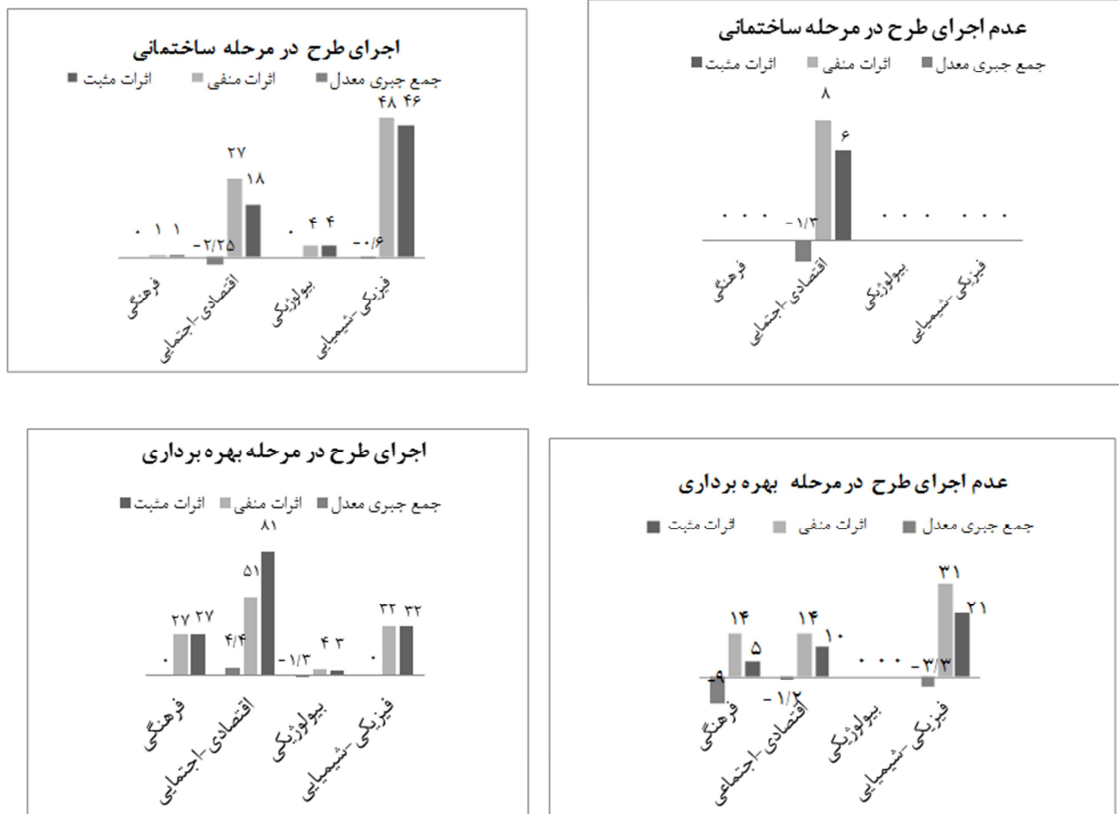 اجرای طرح در مرحله ساختمانی
اثرات مثبت اثرات منفی جمع جبری معدل
۰ ۱ ۱ -۲/۲۵ ۲۷ ۱۸ ۰ ۴ ۴ -۰/۶ ۴۸ ۴۶
فرهنگی اقتصادی-اجتمایی بیولوژیکی فیزیکی-شیمیایی
عدم اجرای طرح در مرحله ساختمانی
اثرات مثبت اثرات منفی جمع جبری معدل
۰ ۰ ۰ -۱/۳ ۸ ۶ ۰ ۰ ۰ ۰ ۰ ۰
فرهنگی اقتصادی-اجتمایی بیولوژیکی فیزیکی-شیمیایی
اجرای طرح در مرحله بهره برداری
اثرات مثبت اثرات منفی جمع جبری معدل
۰ ۲۷ ۲۷ ۴/۴ ۵۱ ۸۱ -۱/۳ ۴ ۳ ۰ ۳۲ ۳۲
فرهنگی اقتصادی-اجتمایی بیولوژیکی فیزیکی-شیمیایی
عدم اجرای طرح در مرحله بهره برداری
اثرات مثبت اثرات منفی جمع جبری معدل
-۹ ۱۴ ۵ -۱/۲ ۱۴ ۱۰ ۰ ۰ ۰ -۳/۳ ۳۱ ۲۱
فرهنگی اقتصادی-اجتماعی بیولوژیکی فیزیکی-شیمیایی